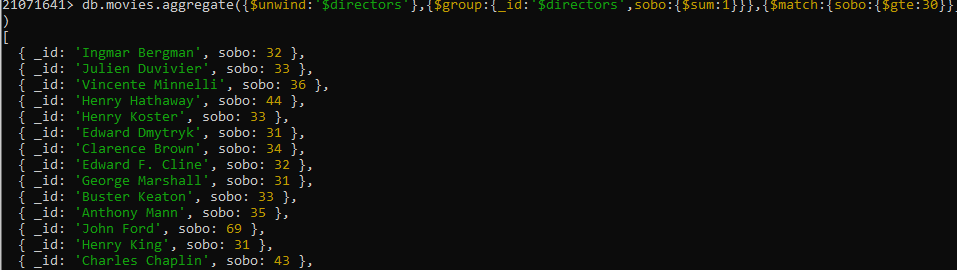 21071641> db.movies.aggregate({$unwind:'$directors'},{$group:{_id:'$directors',sobo:{$sum:1}}},{$match:{sobo:{$gte:30}}
)
[
  { _id: 'Ingmar Bergman', sobo: 32 },
  { _id: 'Julien Duvivier', sobo: 33 },
  { _id: 'Vincente Minnelli', sobo: 36 },
  { _id: 'Henry Hathaway', sobo: 44 },
  { _id: 'Henry Koster', sobo: 33 },
  { _id: 'Edward Dmytryk', sobo: 31 },
  { _id: 'Clarence Brown', sobo: 34 },
  { _id: 'Edward F. Cline', sobo: 32 },
  { _id: 'George Marshall', sobo: 31 },
  { _id: 'Buster Keaton', sobo: 33 },
  { _id: 'Anthony Mann', sobo: 35 },
  { _id: 'John Ford', sobo: 69 },
  { _id: 'Henry King', sobo: 31 },
  { _id: 'Charles Chaplin', sobo: 43 },